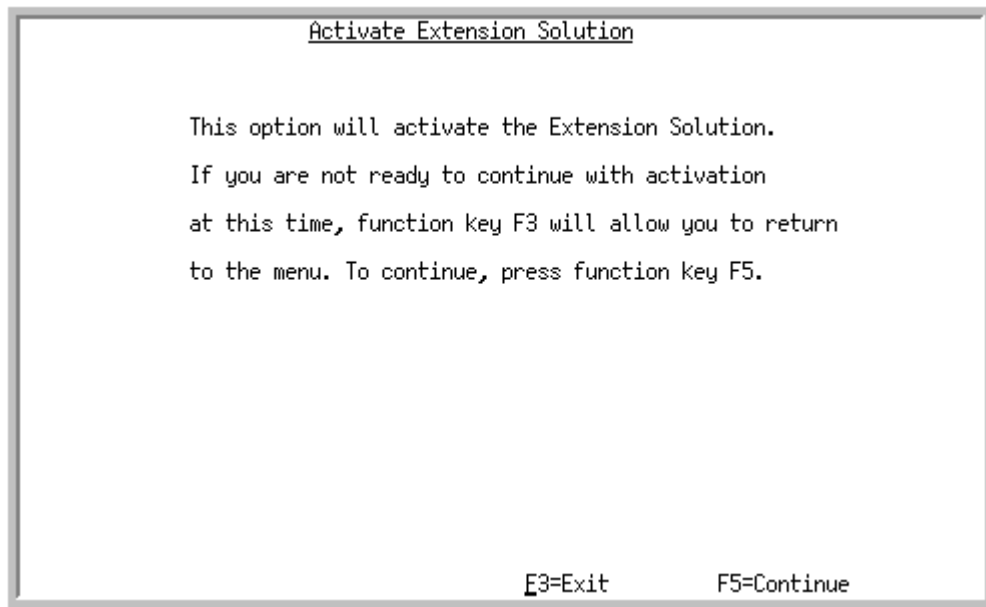 Activate Extension Solution
This option will activate the Extension Solution.
If you are not ready to continue with activation
at this time, function key F3 will allow you to return
to the menu. To continue, press function key F5.
F3=Exit F5=Continue